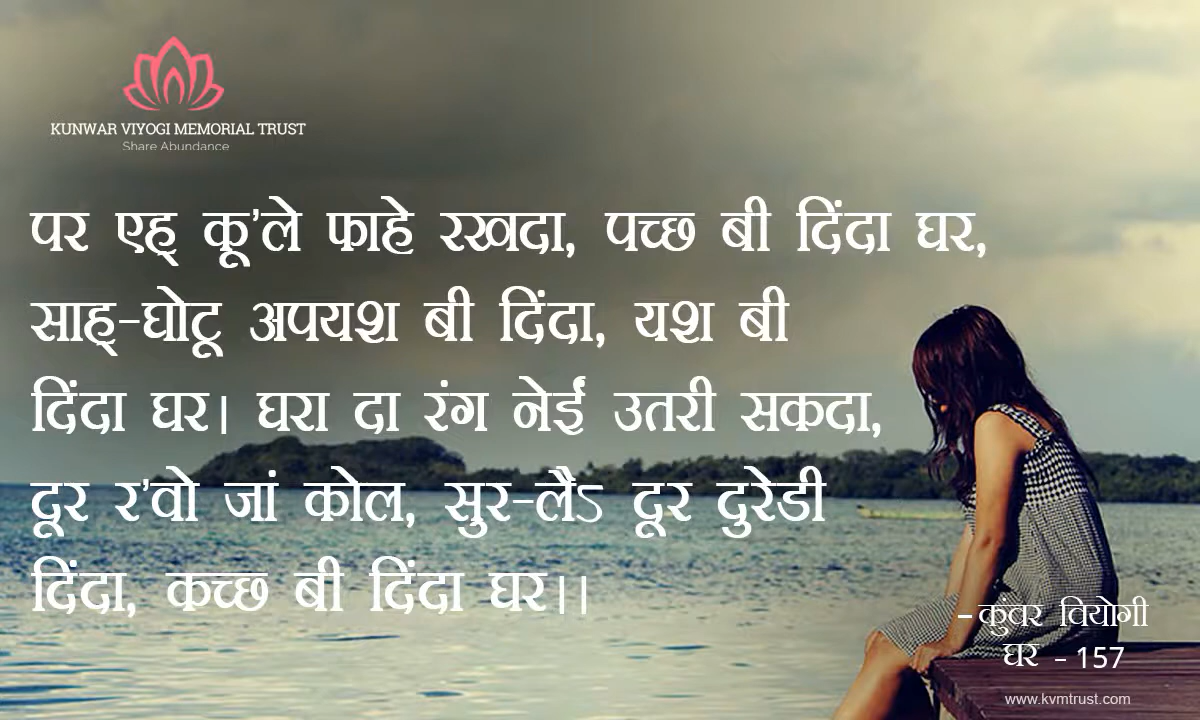 KUNWAR VIYOGI MEMORIAL TRUST
Share Abundance
पर एह् कू'ले फाहे रखदा, पच्छ बी दिंदा घर,
साह्-घोटू अपयश बी दिंदा, यश बी
दिंदा घर। घरा दा रंग नेईं उतरी सकदा,
दूर र'वो जां कोल, सुर-लैऽ दूर दुरेडी
दिंदा, कच्छ बी दिंदा घर।।
-कुंवर वियोगी
घर - 157
www.kvmtrust.com